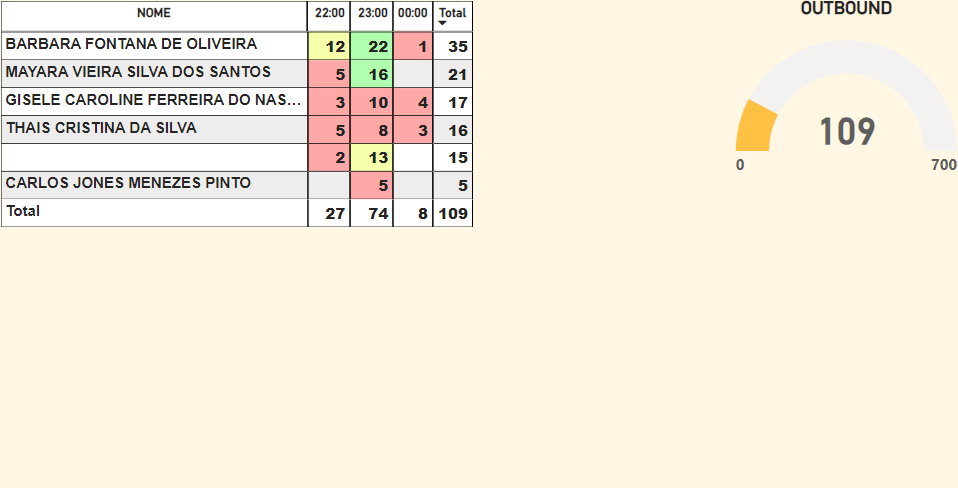 NOME 22:00 23:00 00:00 Total
BARBARA FONTANA DE OLIVEIRA 12 22 1 35
MAYARA VIEIRA SILVA DOS SANTOS 5 16 21
GISELE CAROLINE FERREIRA DO NAS... 3 10 4 17
THAIS CRISTINA DA SILVA 5 8 3 16
2 13 15
CARLOS JONES MENEZES PINTO 5 5
Total 27 74 8 109
OUTBOUND
109
0 700